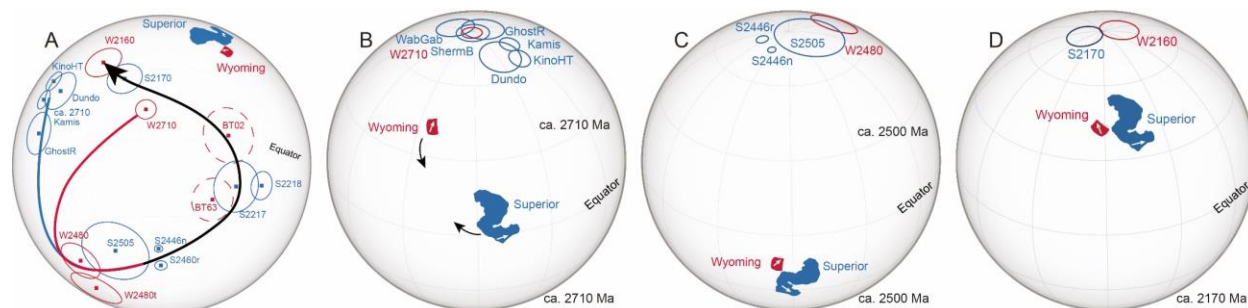 A
W2160
Superior
Wyoming
S2170
KinoHT
Dundo
ca. 2710
Kamis
GhostR
W2710
BT02
Equator
S2218
S2217
BT63
W2480
S2505
S2446n
S2460r
W2480t
B
WabGab
GhostR
W2710
ShermB
Kamis
KinoHT
Dundo
Wyoming
ca. 2710 Ma
Superior
Equator
ca. 2710 Ma
C
S2446r
S2505
S2446n
W2480
ca. 2500 Ma
Equator
Wyoming
Superior
ca. 2500 Ma
D
S2170
W2160
Wyoming
Superior
Equator
ca. 2170 Ma